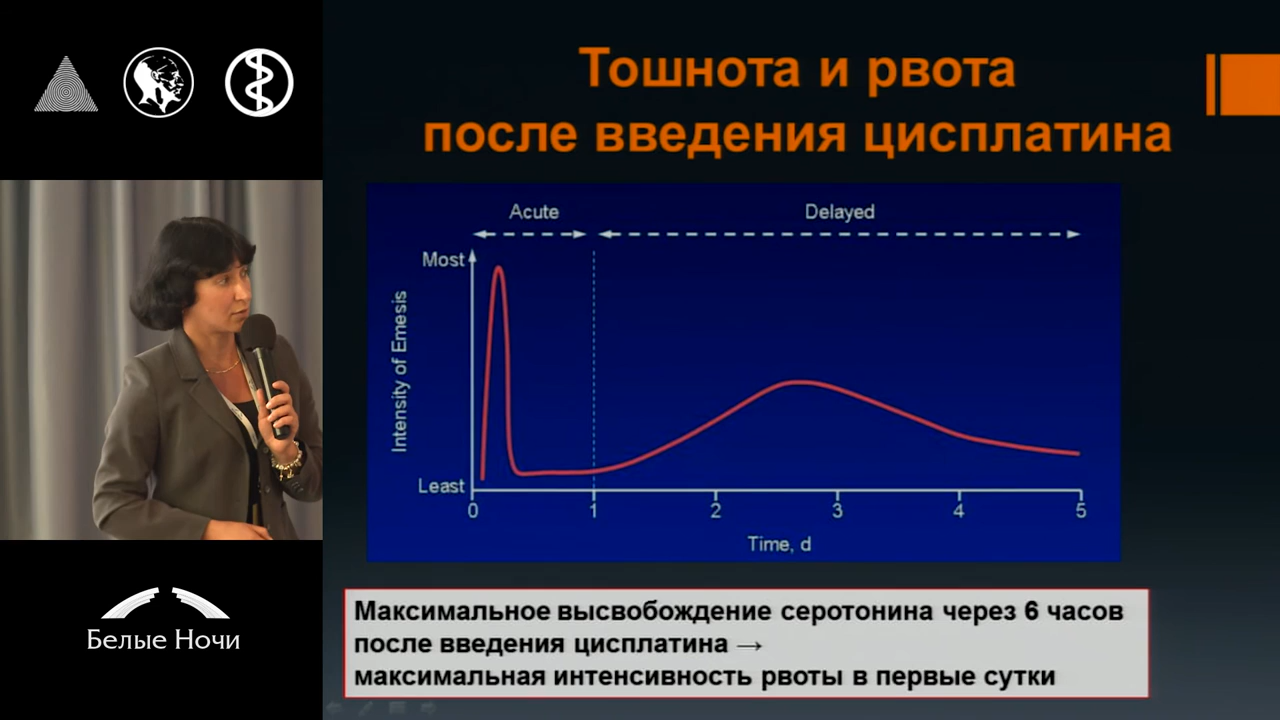 Тошнота и рвота
после введения цисплатина
Acute
Delayed
Most
Intensity of Emesis
Least
0 1 2 3 4 5
Time, d
Максимальное высвобождение серотонина через 6 часов
после введения цисплатина →
максимальная интенсивность рвоты в первые сутки
Белые Ночи